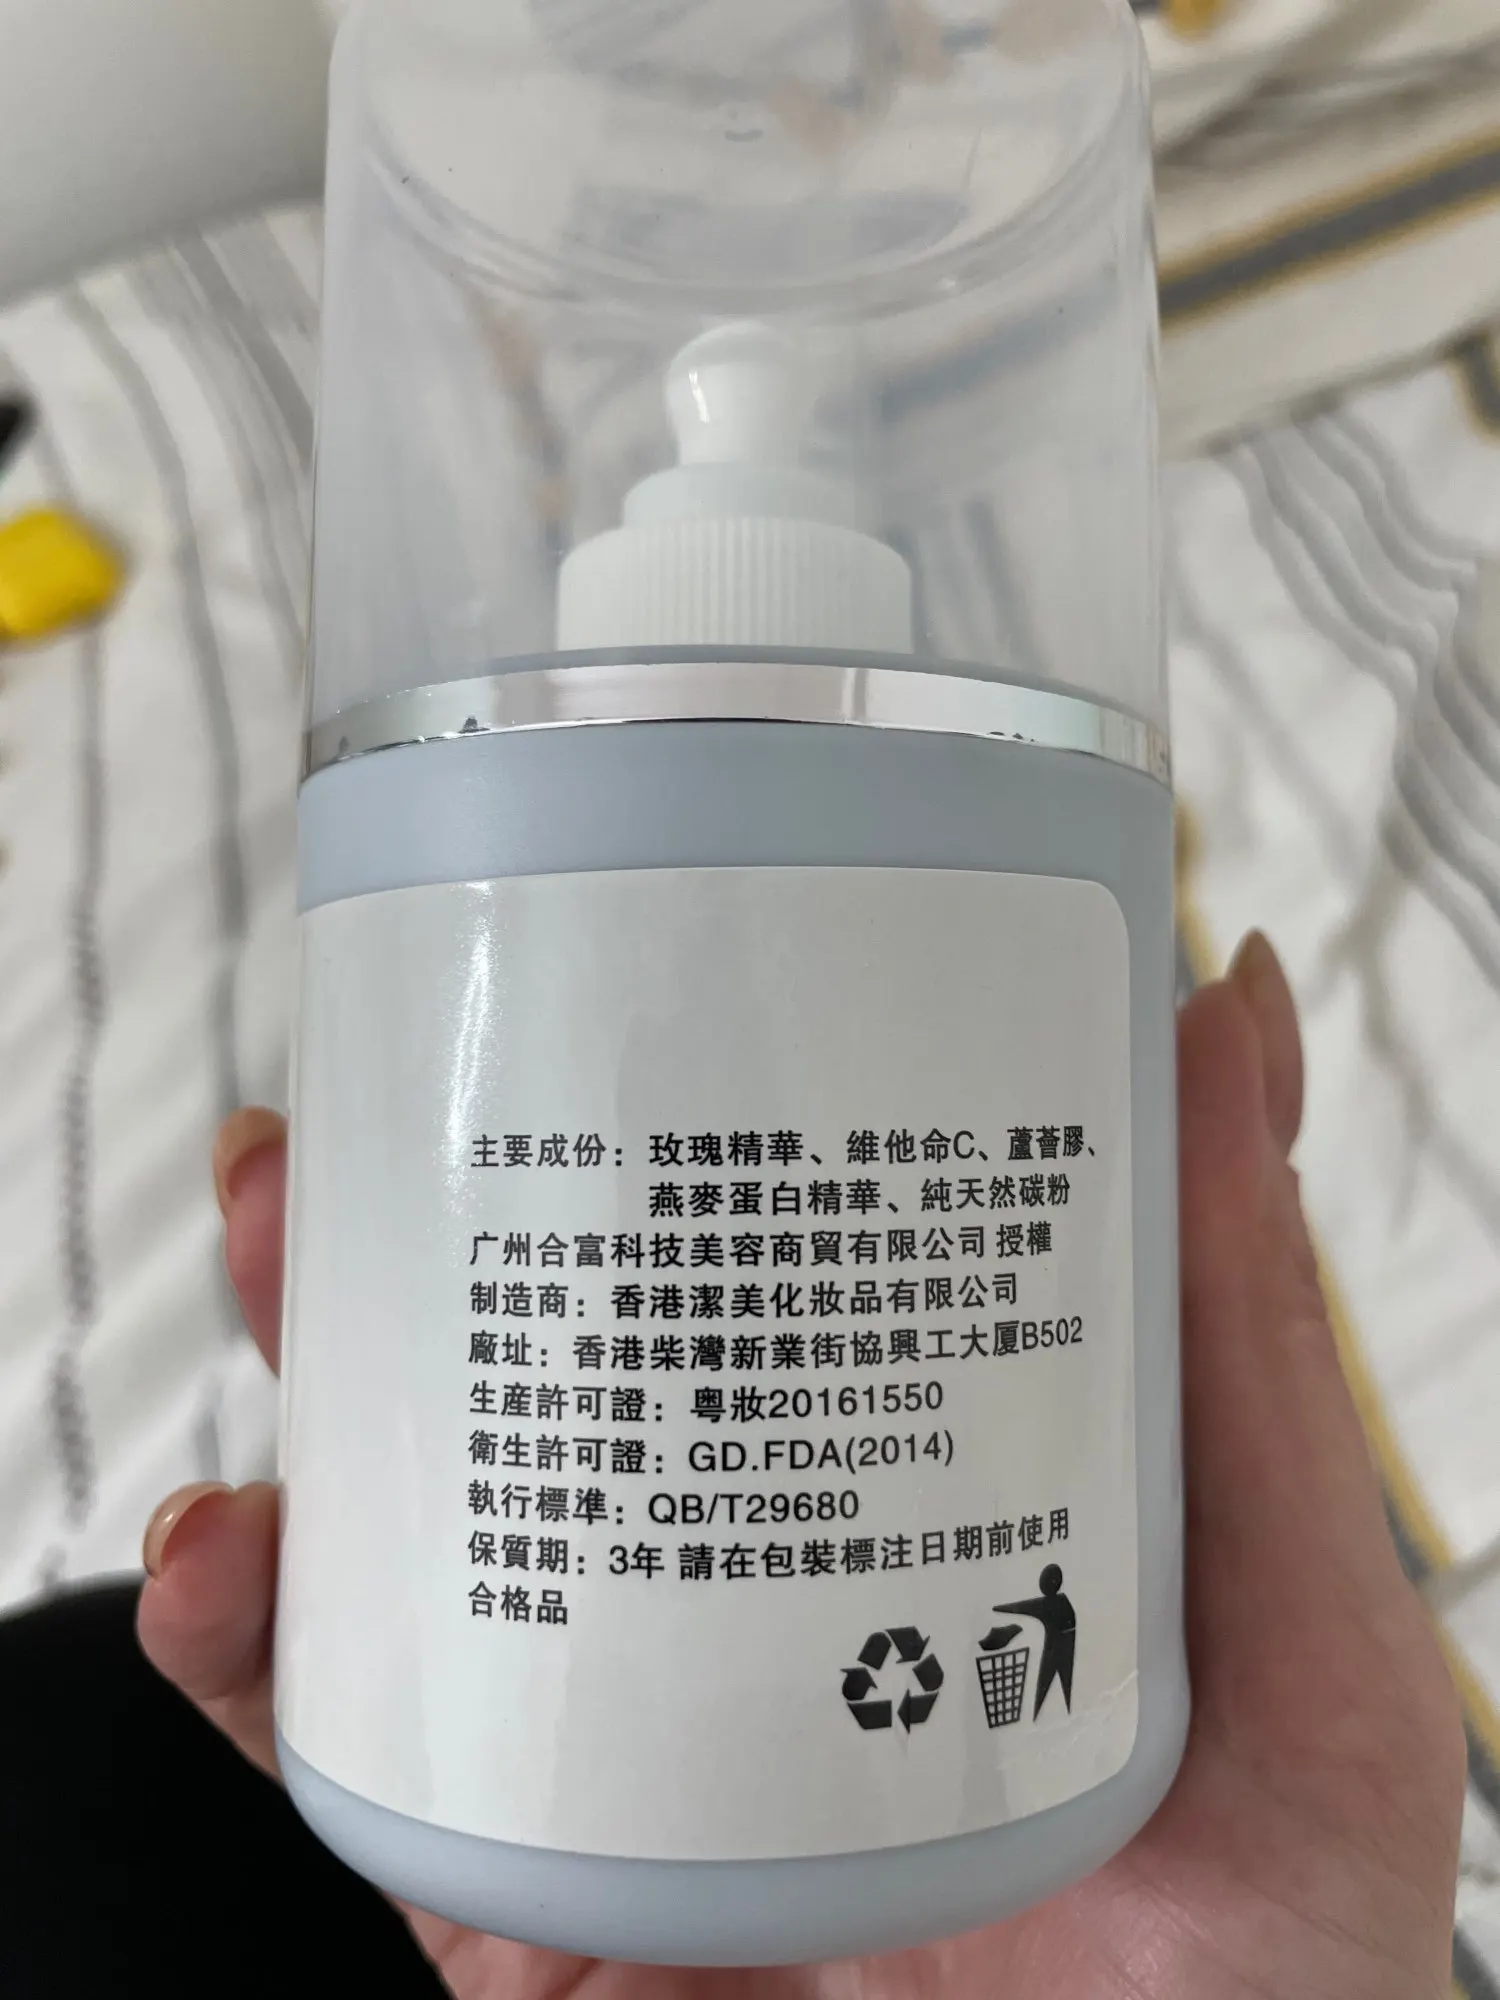 主要成份：玫瑰精華、維他命C、蘆薈膠、
燕麥蛋白精華、純天然碳粉
广州合富科技美容商貿有限公司 授權
制造商：香港潔美化妝品有限公司
廠址：香港柴灣新業街協興工大厦B502
生産許可證：粤妝20161550
衛生許可證：GD.FDA(2014)
執行標準：QB/T29680
保質期：3年 請在包裝標注日期前使用
合格品